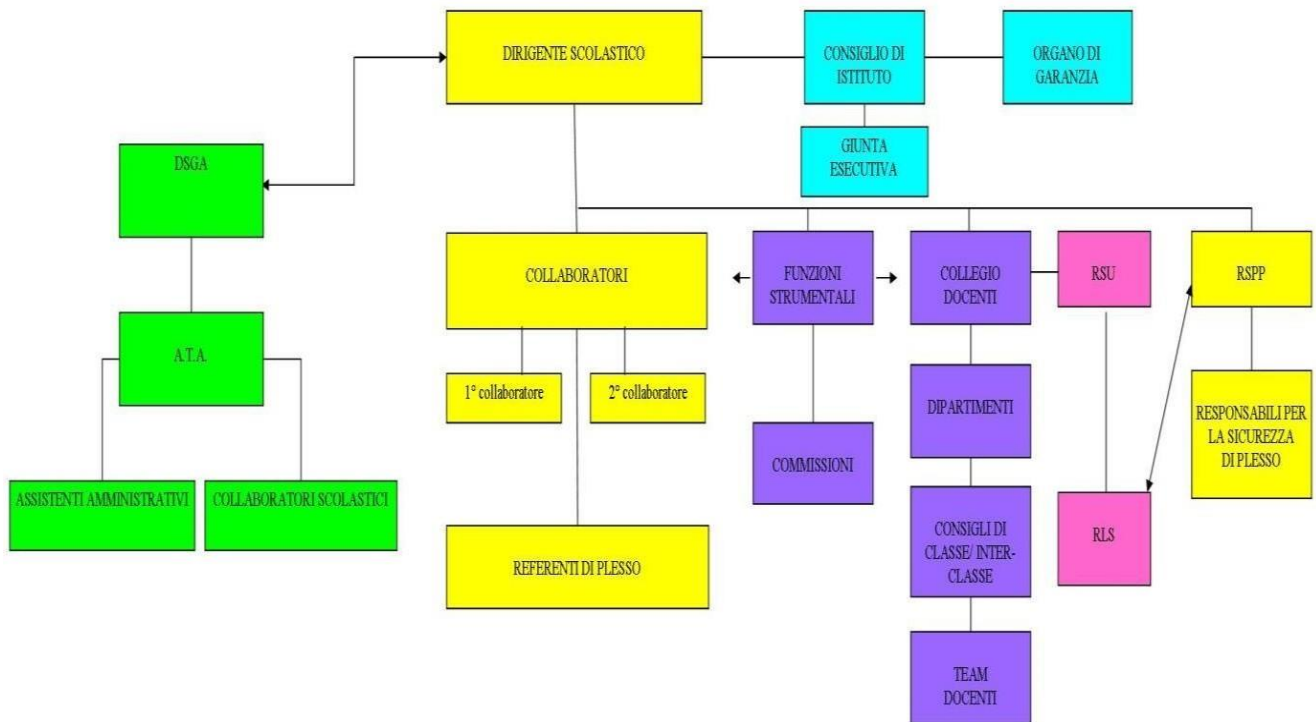 DIRIGENTE SCOLASTICO
CONSIGLIO DI
ISTITUTO
ORGANO DI
GARANZIA
GIUNTA
ESECUTIVA
DSGA
COLLABORATORI
FUNZIONI
STRUMENTALI
COLLEGIO
DOCENTI
RSU
RSPP
A.T.A.
1° collaboratore
2° collaboratore
DIPARTIMENTI
RESPONSABILI PER
LA SICUREZZA
DI PLESSO
COMMISSIONI
ASSISTENTI AMMINISTRATIVI
COLLABORATORI SCOLASTICI
CONSIGLI DI
CLASSE/ INTER-
CLASSE
RLS
REFERENTI DI PLESSO
TEAM
DOCENTI